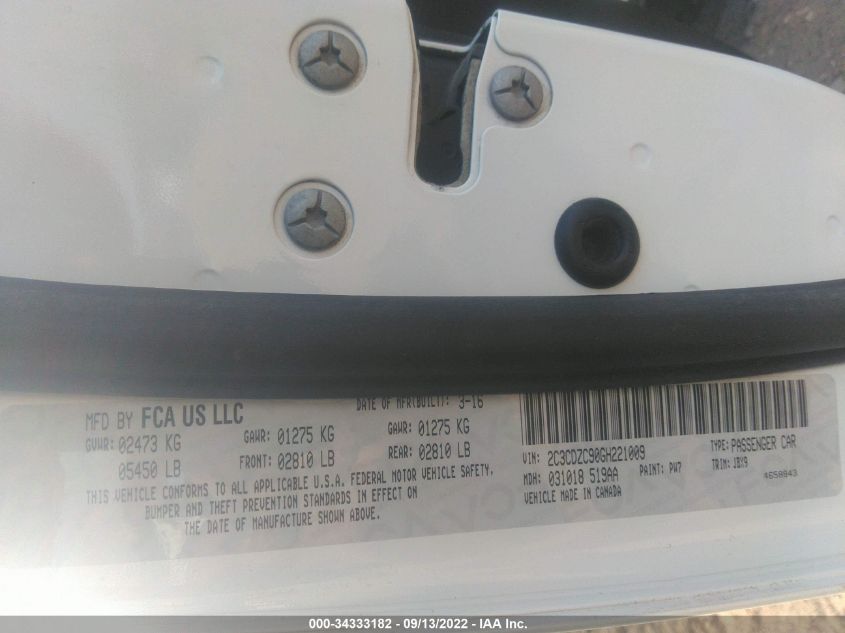 DATE OF MFR(BUILT): 3-16
MFD BY FCA US LLC
GVWR: 02473 KG GAWR: 01275 KG GAWR: 01275 KG
05450 LB FRONT: 02810 LB REAR: 02810 LB
THIS VEHICLE CONFORMS TO ALL APPLICABLE U.S.A. FEDERAL MOTOR VEHICLE SAFETY,
BUMPER AND THEFT PREVENTION STANDARDS IN EFFECT ON
THE DATE OF MANUFACTURE SHOWN ABOVE.
VIN: 2C3CDZC90GH221009 TYPE: PASSENGER CAR
MDH: 031018 519AA PAINT: PW7 TRIM: JBX9
VEHICLE MADE IN CANADA 4658843
000-34333182 - 09/13/2022 - IAA Inc.